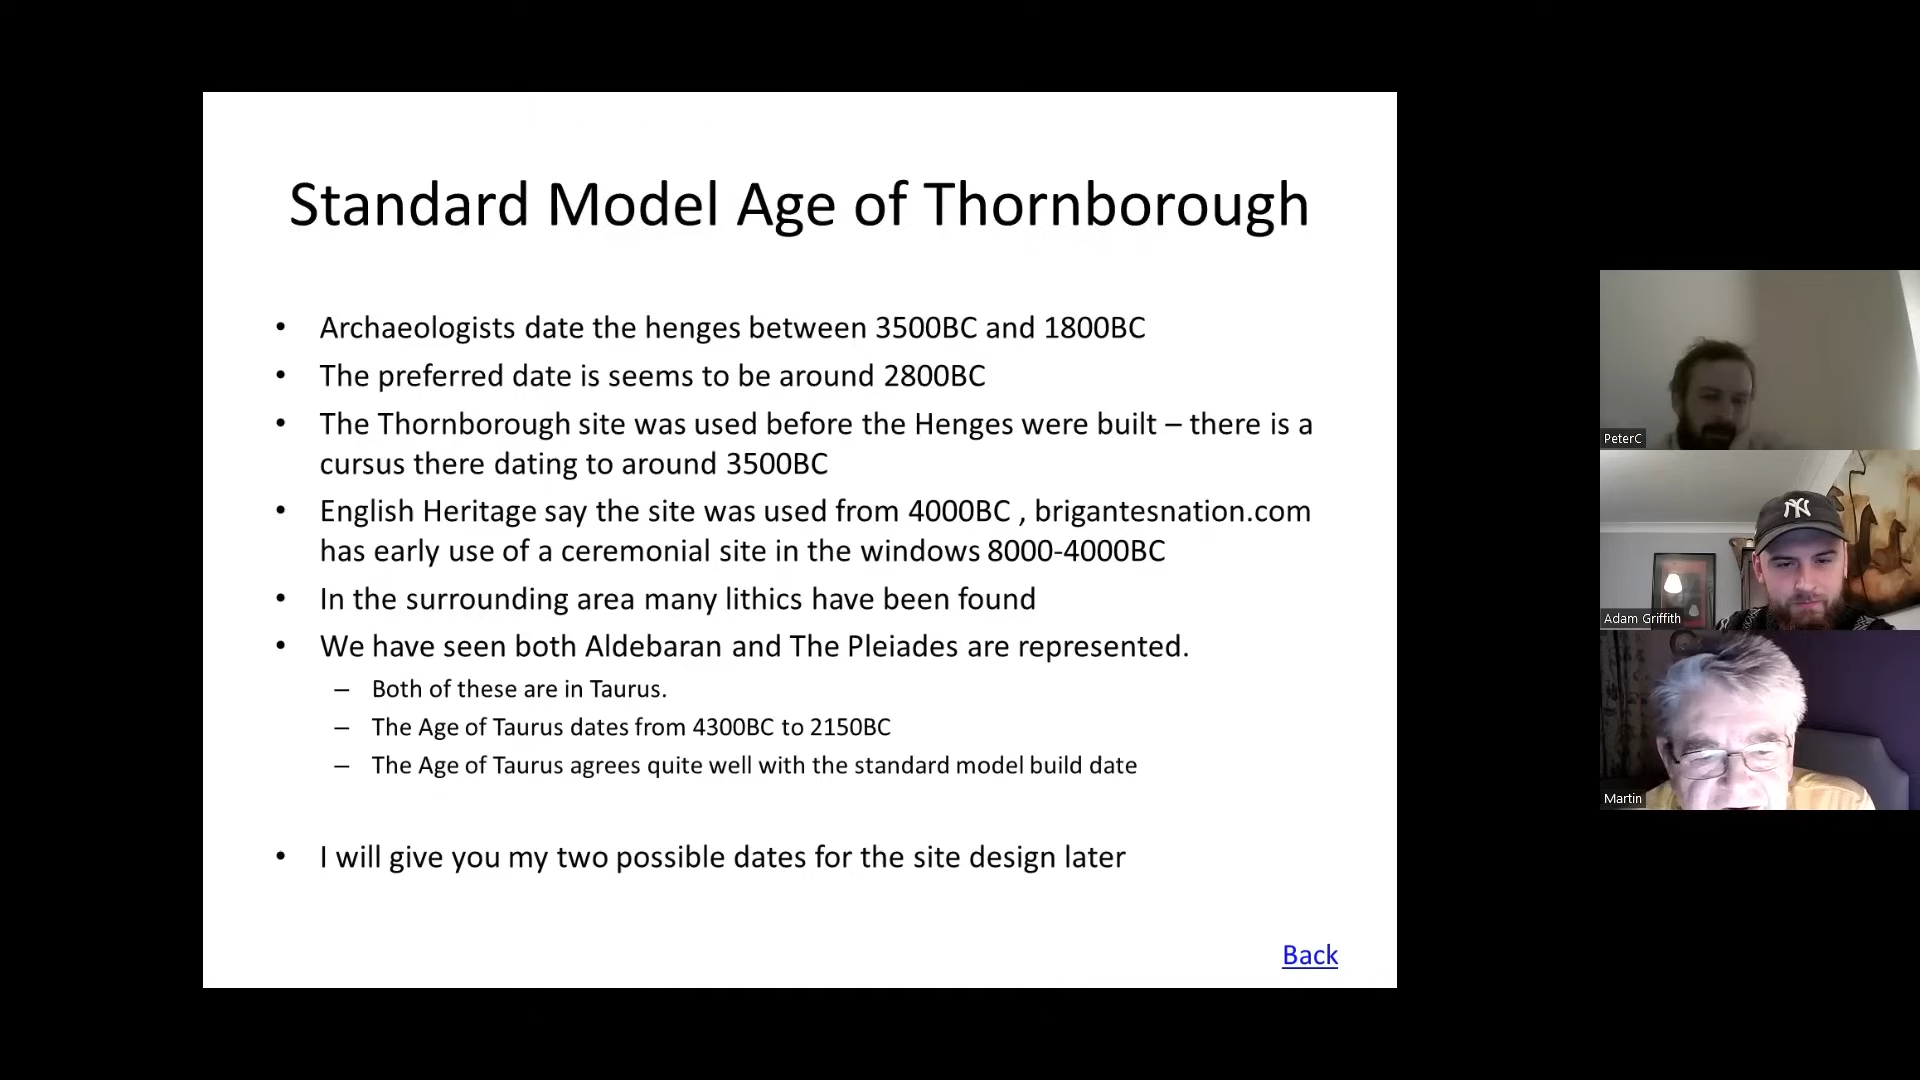 Standard Model Age of Thornborough
• Archaeologists date the henges between 3500BC and 1800BC
• The preferred date is seems to be around 2800BC
• The Thornborough site was used before the Henges were built – there is a
cursus there dating to around 3500BC
• English Heritage say the site was used from 4000BC , brigantesnation.com
has early use of a ceremonial site in the windows 8000-4000BC
• In the surrounding area many lithics have been found
• We have seen both Aldebaran and The Pleiades are represented.
– Both of these are in Taurus.
– The Age of Taurus dates from 4300BC to 2150BC
– The Age of Taurus agrees quite well with the standard model build date
• I will give you my two possible dates for the site design later
Back
PeterC
NY
Adam Griffith
Martin